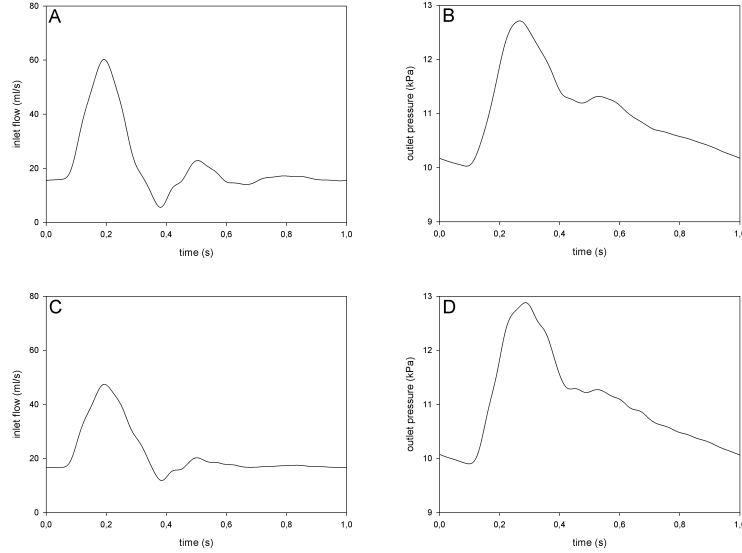 A
80
60
40
20
0
inlet flow (ml/s)
0,0 0,2 0,4 0,6 0,8 1,0
time (s)
B
13
12
11
10
9
outlet pressure (kPa)
0,0 0,2 0,4 0,6 0,8 1,0
time (s)
C
80
60
40
20
0
inlet flow (ml/s)
0,0 0,2 0,4 0,6 0,8 1,0
time (s)
D
13
12
11
10
9
outlet pressure (kPa)
0,0 0,2 0,4 0,6 0,8 1,0
time (s)